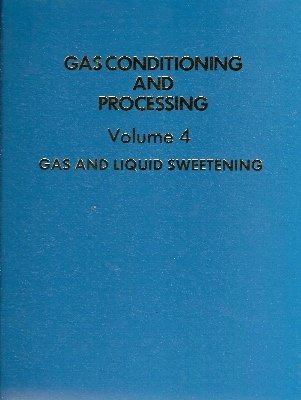 GAS CONDITIONING
AND
PROCESSING
Volume 4
GAS AND LIQUID SWEETENING